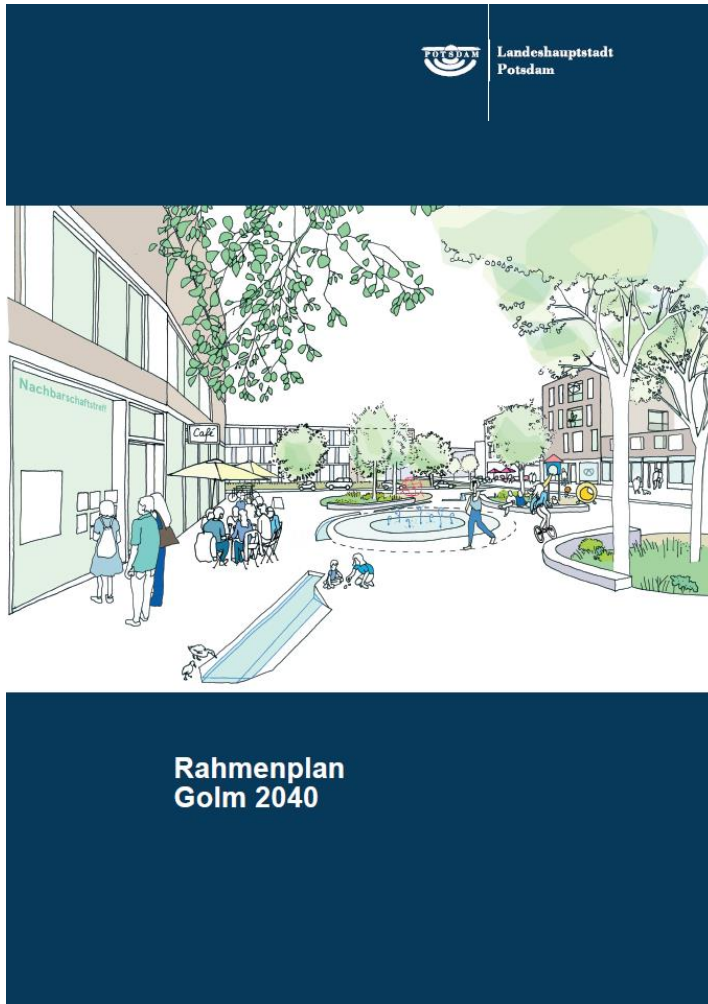 POTSDAM
Landeshauptstadt
Potsdam
Nachbarschaftstreff
Café
Rahmenplan
Golm 2040